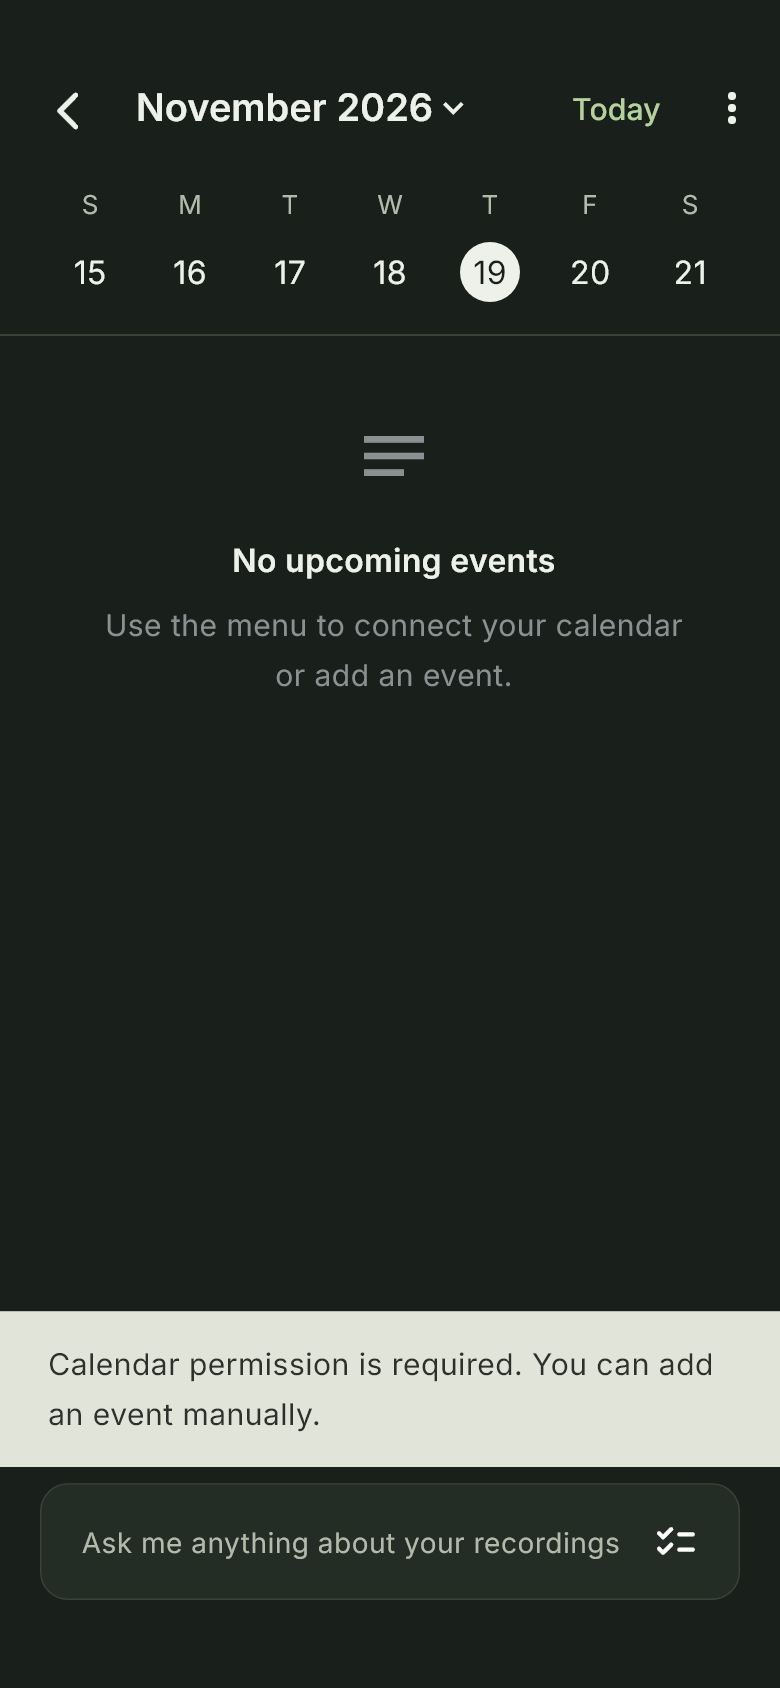 November 2026 Today
S M T W T F S
15 16 17 18 19 20 21
No upcoming events
Use the menu to connect your calendar
or add an event.
Calendar permission is required. You can add
an event manually.
Ask me anything about your recordings